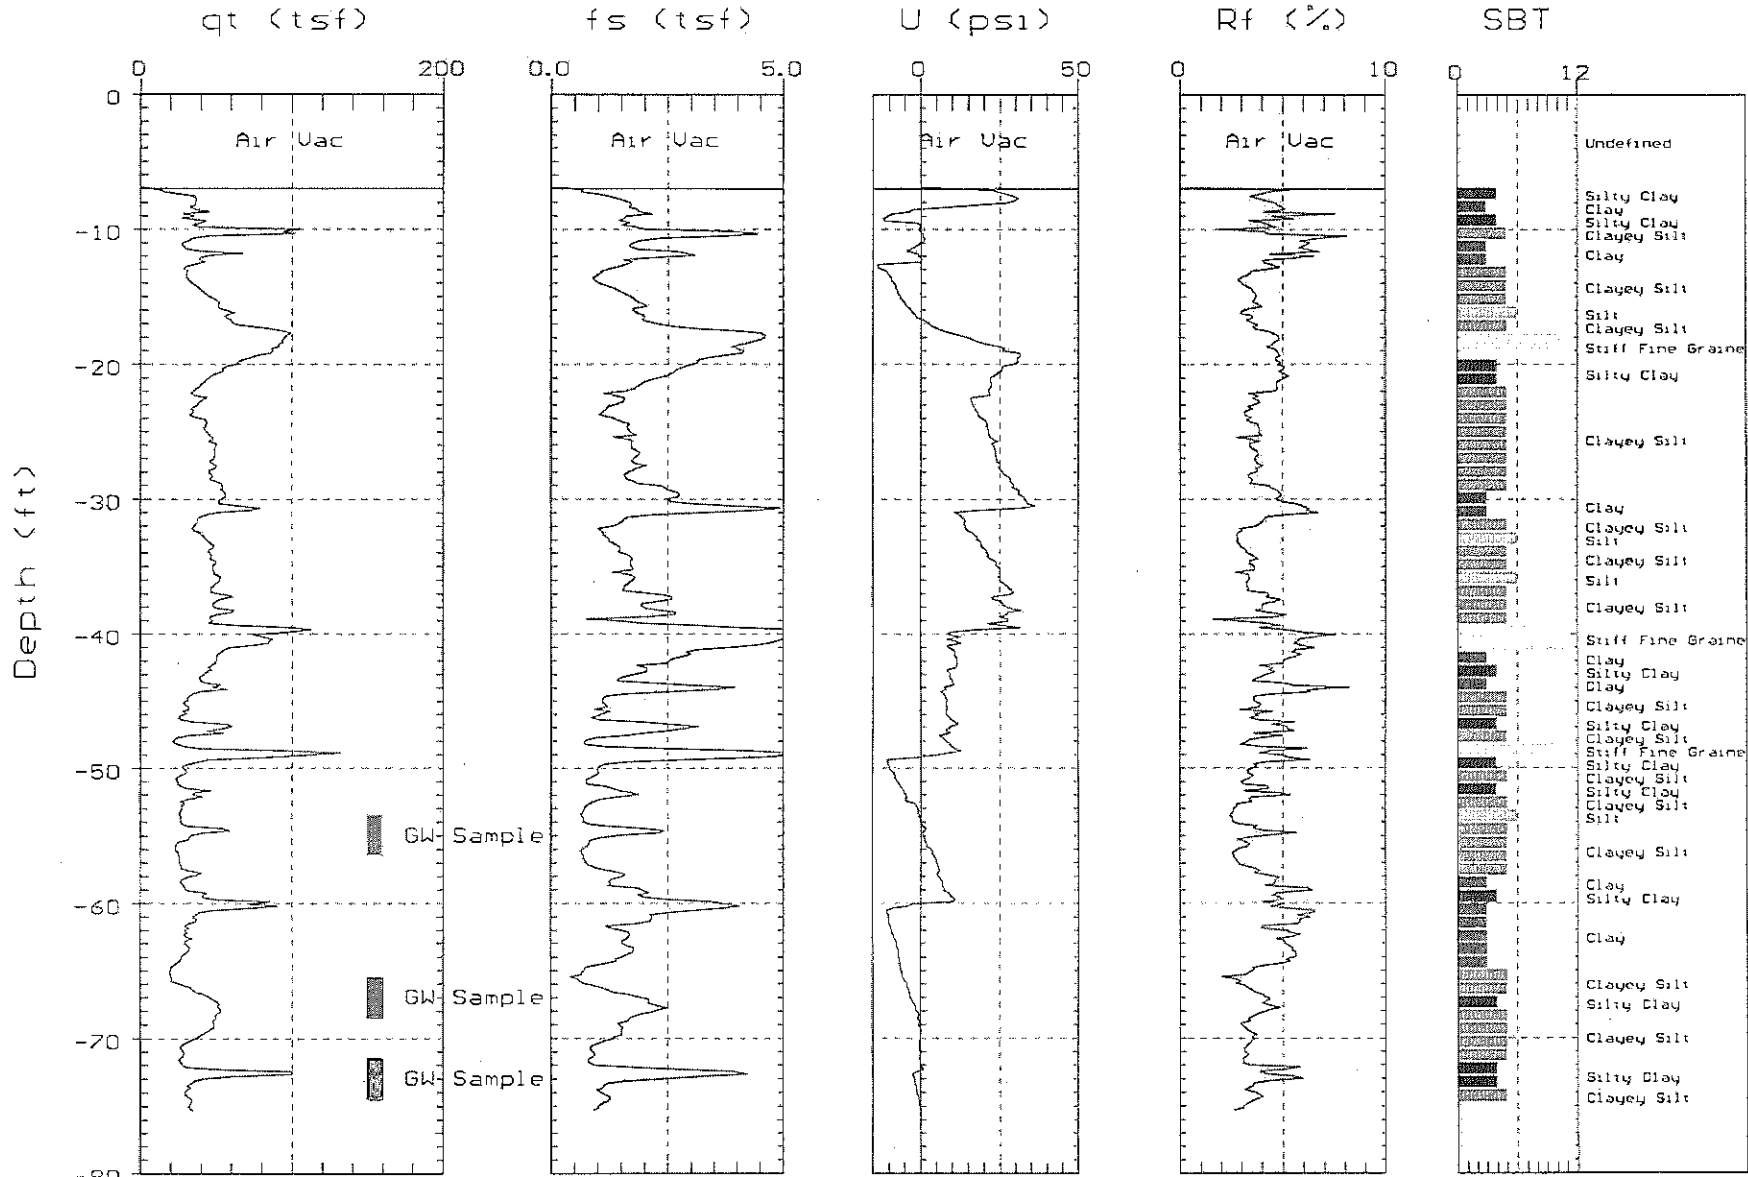 qt (tsf) fs (tsf) U (psi) Rf (%) SBT
0 200 0.0 5.0 0 50 0 10 0 12
0
Air Vac Air Vac Air Vac Air Vac
Undefined
Silty Clay
Clay
Silty Clay
-10
Clayey Silt
Clay
Clayey Silt
Silt
Clayey Silt
Stiff Fine Graine
-20
Silty Clay
Clayey Silt
Depth (ft)
-30
Clay
Clayey Silt
Silt
Clayey Silt
Silt
Clayey Silt
-40
Stiff Fine Graine
Clay
Silty Clay
Clay
Clayey Silt
Silty Clay
Clayey Silt
Stiff Fine Graine
-50
Silty Clay
Clayey Silt
Silty Clay
Clayey Silt
Silt
GW Sample
Clayey Silt
Clay
-60
Silty Clay
Clay
Clayey Silt
GW Sample
Silty Clay
-70
Clayey Silt
GW Sample
Silty Clay
Clayey Silt
-80